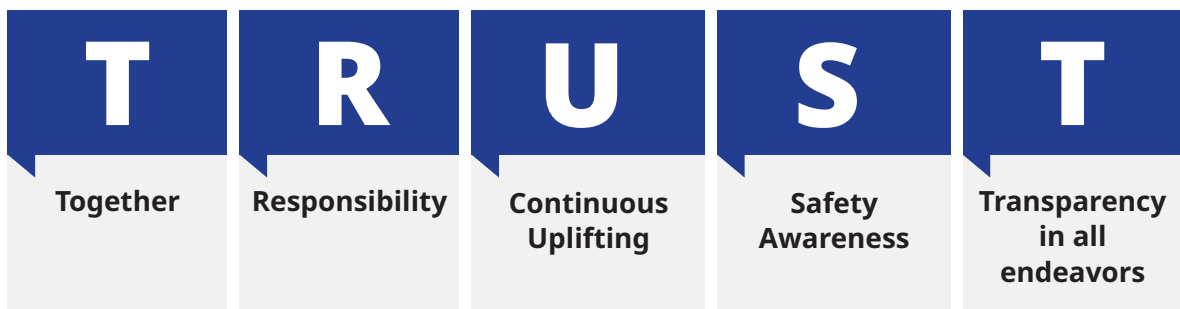 T
Together
R
Responsibility
U
Continuous
Uplifting
S
Safety
Awareness
T
Transparency
in all
endeavors